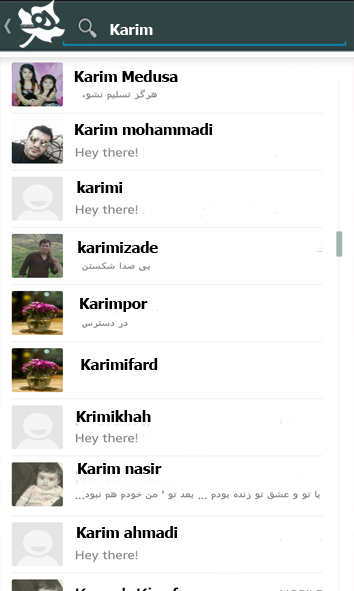 Karim
Karim Medusa
هرگز تسلیم نشو،
Karim mohammadi
Hey there!
karimi
Hey there!
karimizade
بی صدا شکستن
Karimpor
در دسترس
Karimifard
Krimikhah
Hey there!
Karim nasir
با تو و عشق تو زنده بودم ... بعد تو ' من خودم هم نبود...
Karim ahmadi
Hey there!